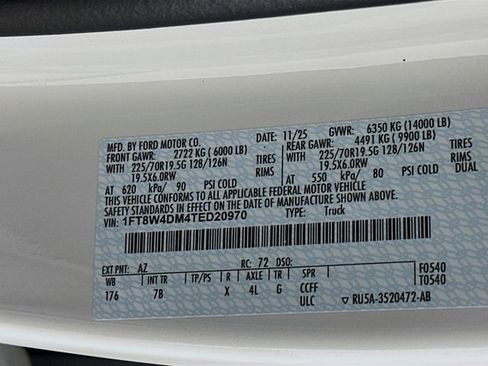 MFD. BY FORD MOTOR CO. DATE: 11/25 GVWR: 6350 KG (14000 LB)
FRONT GAWR: 2722 KG (6000 LB) REAR GAWR: 4491 KG (9900 LB)
WITH 225/70R19.5G 128/126N TIRES WITH 225/70R19.5G 128/126N TIRES
19.5X6.0RW RIMS 19.5X6.0RW RIMS
AT 620 kPa/ 90 PSI COLD AT 550 kPa/ 80 PSI COLD DUAL
THIS VEHICLE CONFORMS TO ALL APPLICABLE FEDERAL MOTOR VEHICLE
SAFETY STANDARDS IN EFFECT ON THE DATE OF MANUFACTURE SHOWN ABOVE.
VIN: 1FT8W4DM4TED20970 TYPE: Truck
EXT PNT: AZ RC: 72 DSO: F0540
WB INT TR TP/PS R AXLE TR SPR T0540
176 7B X 4L G CCFF
ULC RU5A-3520472-AB